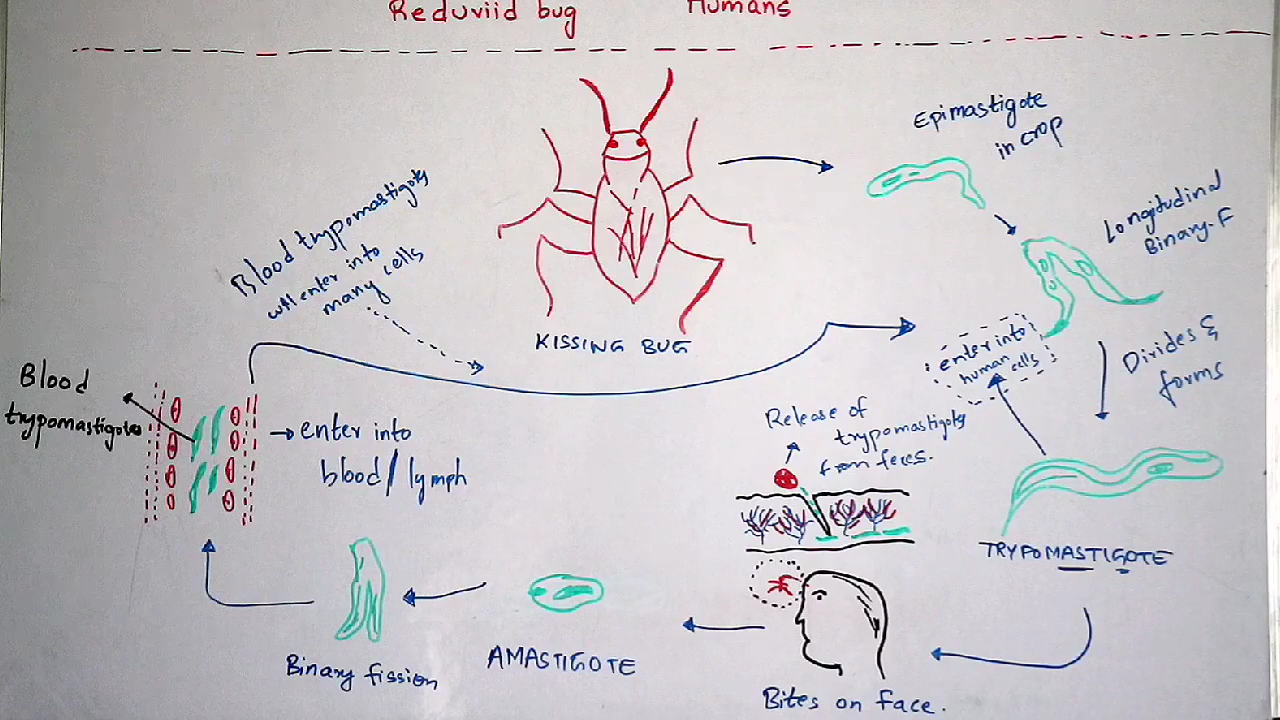 Reduviid bug Humans
Epimastigote
in crop
Longitudinal
Binary-F
Blood trypomastigots
will enter into
many cells
KISSING BUG
enter into
human cells
Divides &
forms
Blood
trypomastigote
enter into
blood/lymph
Release of
trypomastigots
from feces.
TRYPOMASTIGOTE
AMASTIGOTE
Binary fission
Bites on face.